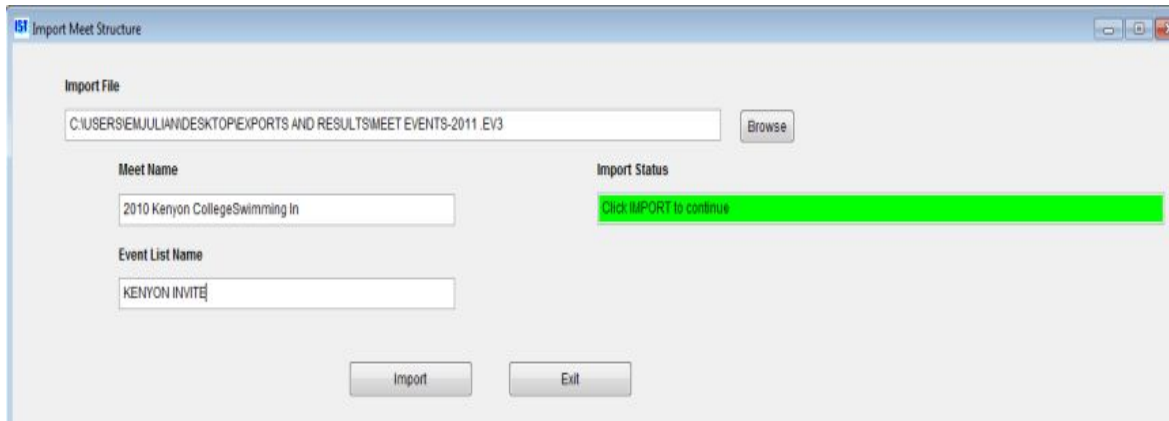 IST Import Meet Structure
Import File
C:\USERS\EMJULIAN\DESKTOP\EXPORTS AND RESULTS\MEET EVENTS-2011 .EV3
Browse
Meet Name
Import Status
2010 Kenyon CollegeSwimming In
Click IMPORT to continue
Event List Name
KENYON INVITE
Import
Exit